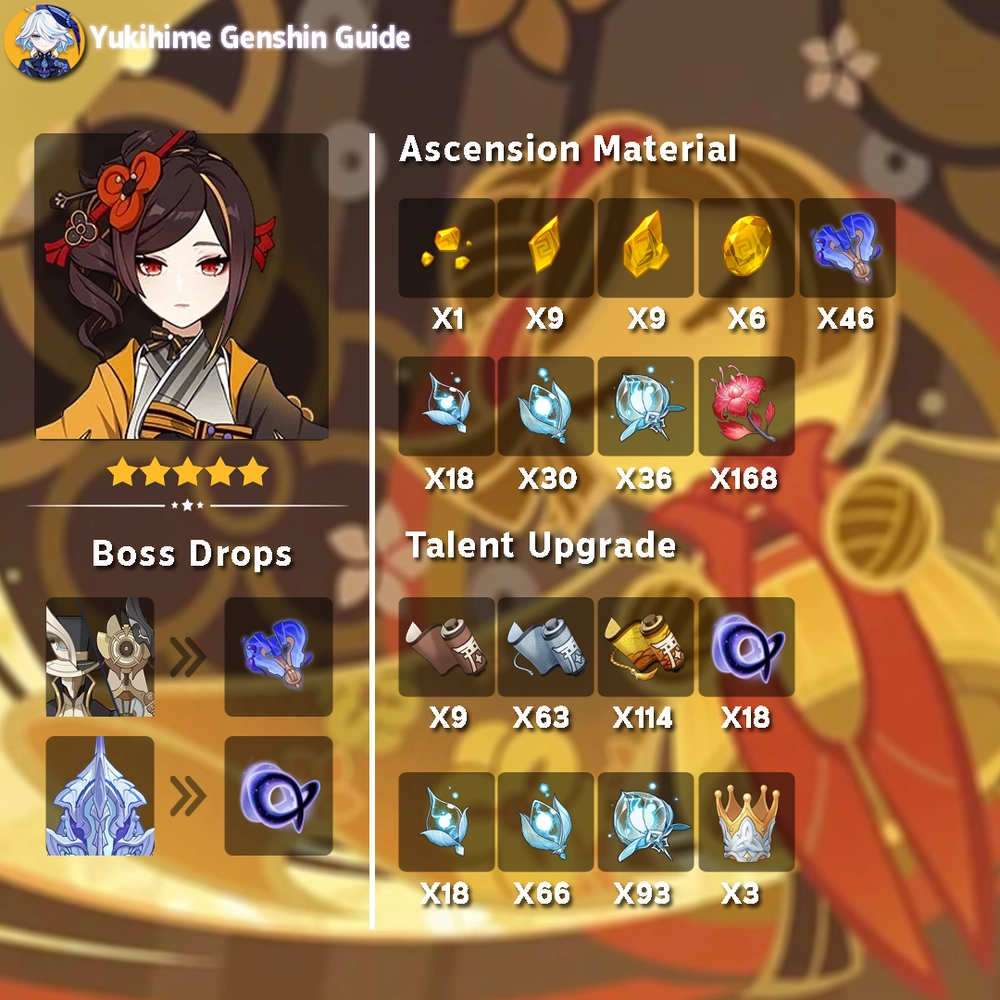 Yukihime Genshin Guide
Ascension Material
X1 X9 X9 X6 X46
X18 X30 X36 X168
Boss Drops
Talent Upgrade
X9 X63 X114 X18
X18 X66 X93 X3